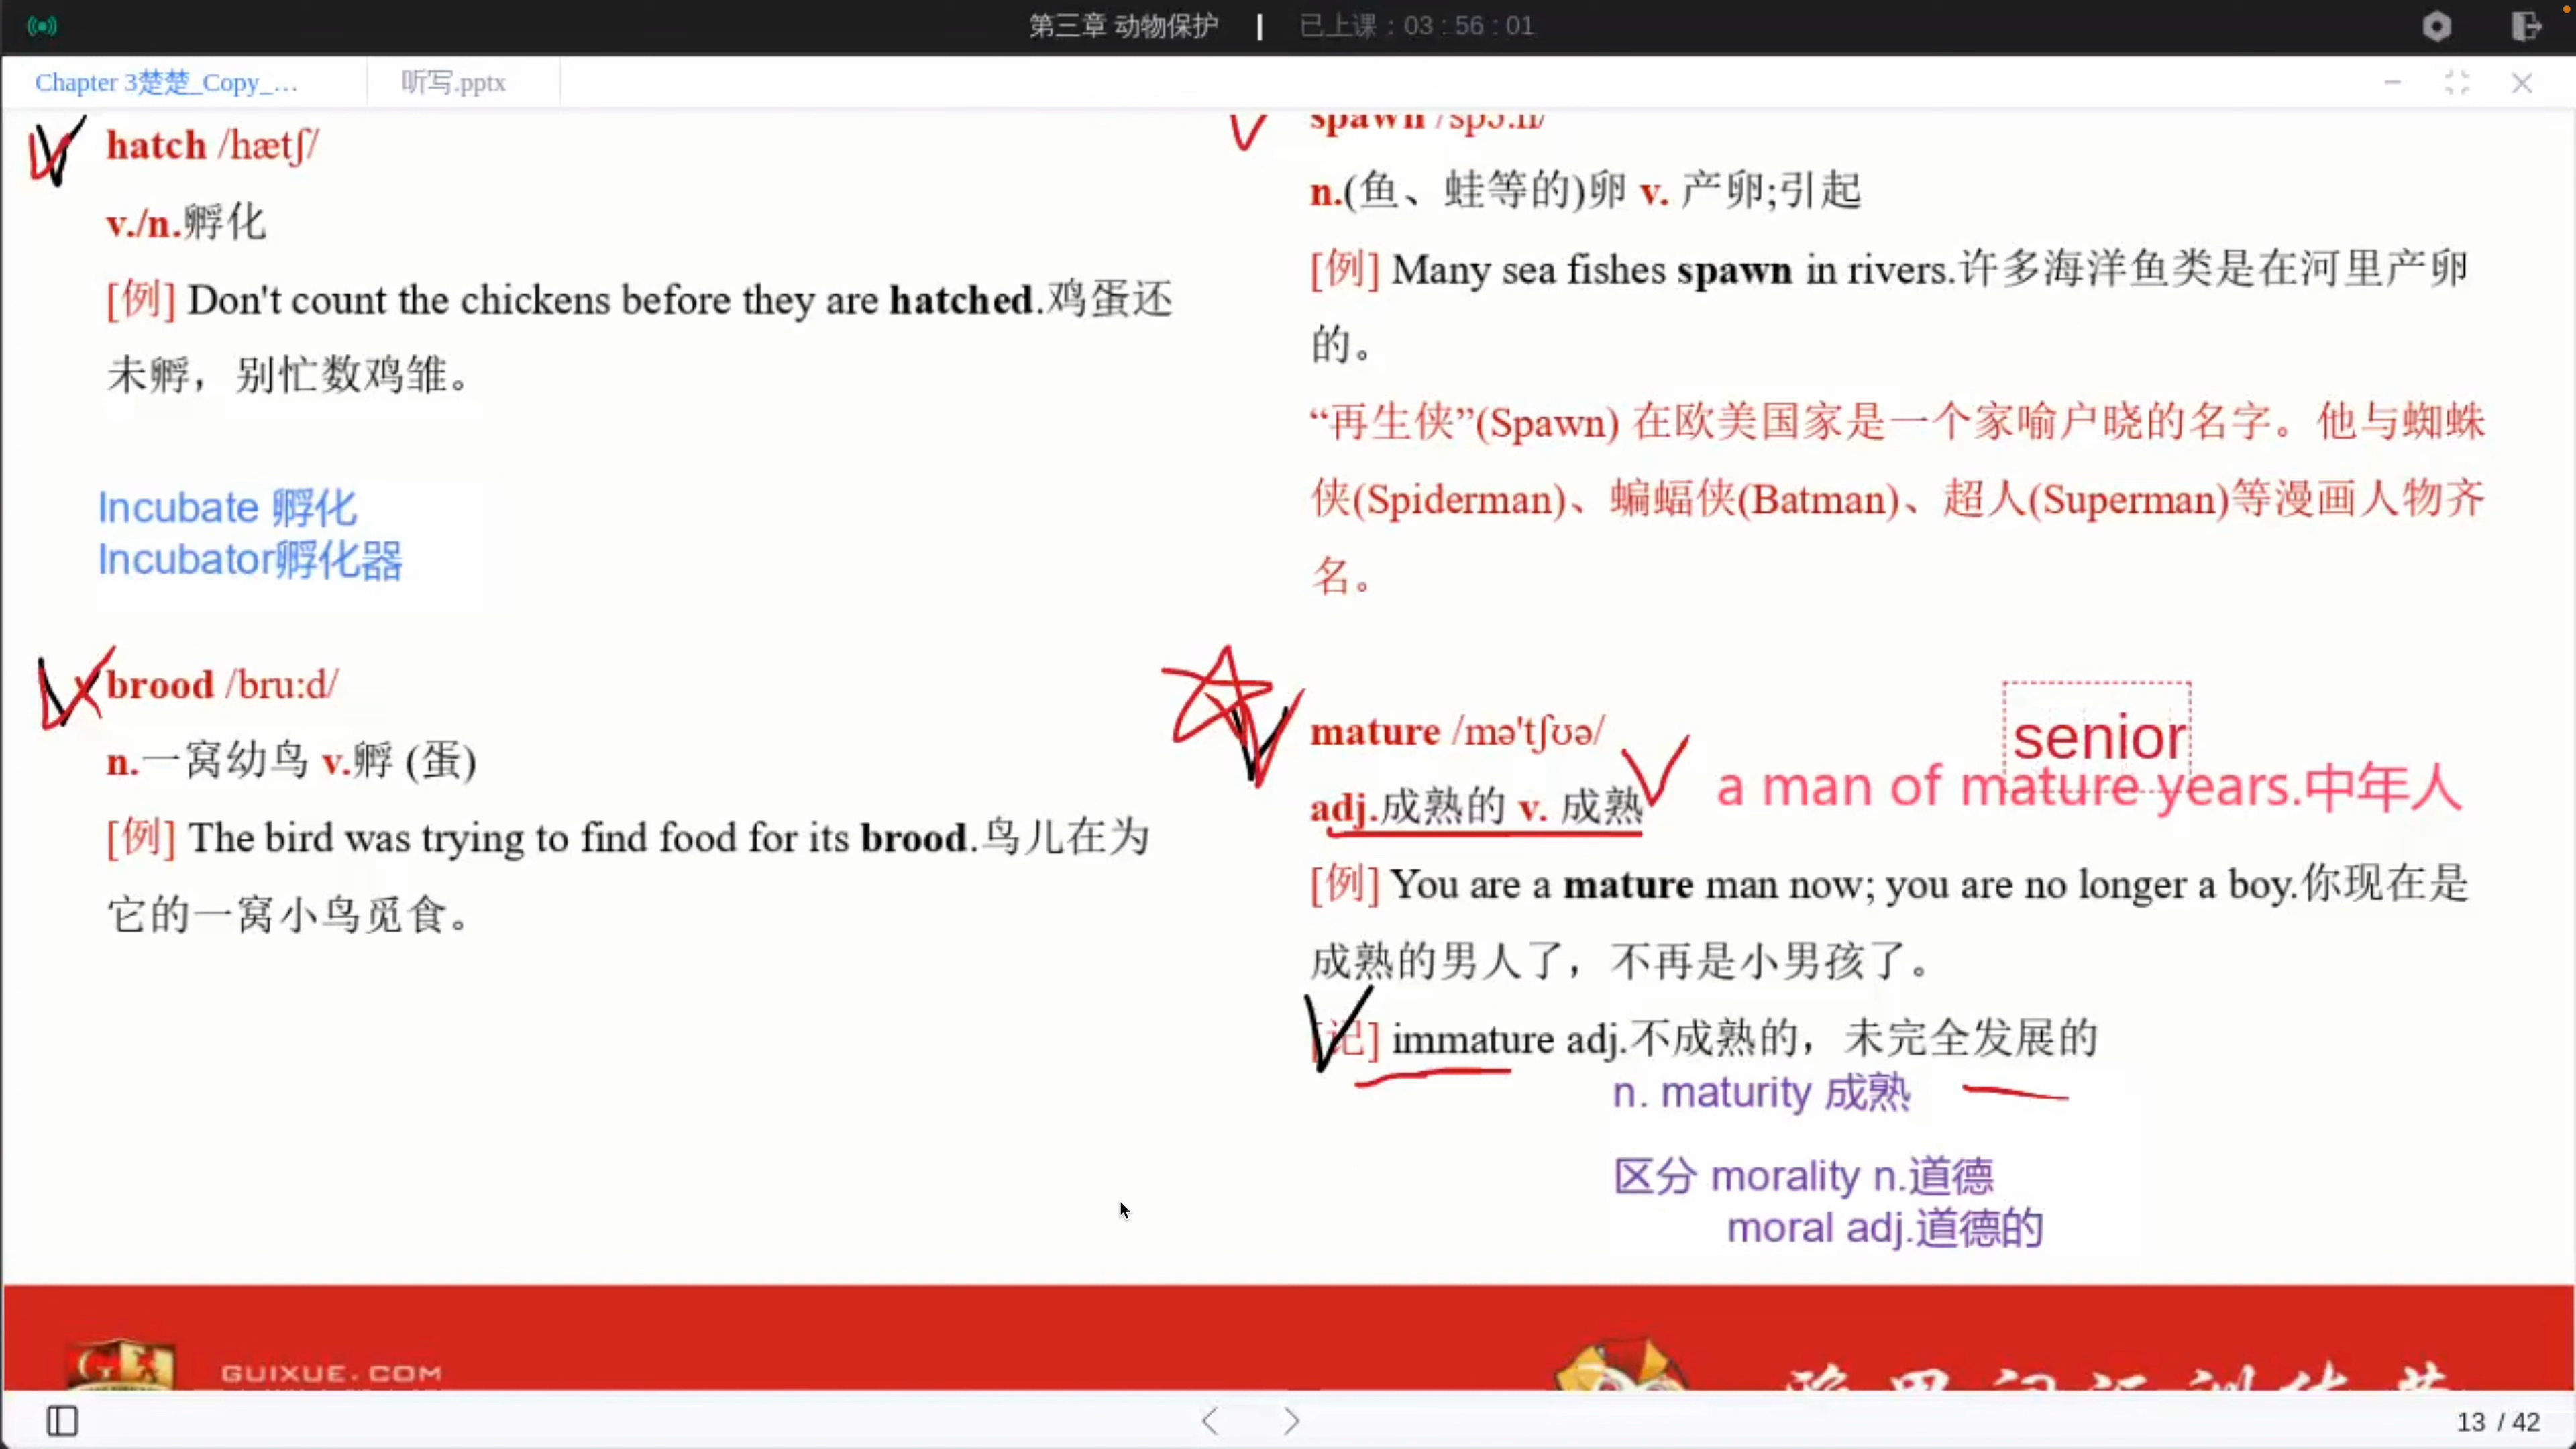 第三章 动物保护 | 已上课：03:56:01
Chapter 3楚楚_Copy_… 听写.pptx
hatch /hætʃ/
v./n.孵化
[例] Don't count the chickens before they are hatched.鸡蛋还
未孵，别忙数鸡雏。
Incubate 孵化
Incubator孵化器
brood /bru:d/
n.一窝幼鸟 v.孵 (蛋)
[例] The bird was trying to find food for its brood.鸟儿在为
它的一窝小鸟觅食。
spawn /spɔ:n/
n.(鱼、蛙等的)卵 v. 产卵;引起
[例] Many sea fishes spawn in rivers.许多海洋鱼类是在河里产卵
的。
“再生侠”(Spawn) 在欧美国家是一个家喻户晓的名字。他与蜘蛛
侠(Spiderman)、蝙蝠侠(Batman)、超人(Superman)等漫画人物齐
名。
mature /mə'tʃʊə/
senior
adj.成熟的 v. 成熟
a man of mature years.中年人
[例] You are a mature man now; you are no longer a boy.你现在是
成熟的男人了，不再是小男孩了。
[记] immature adj.不成熟的，未完全发展的
n. maturity 成熟
区分 morality n.道德
moral adj.道德的
GUIXUE.COM
13 / 42